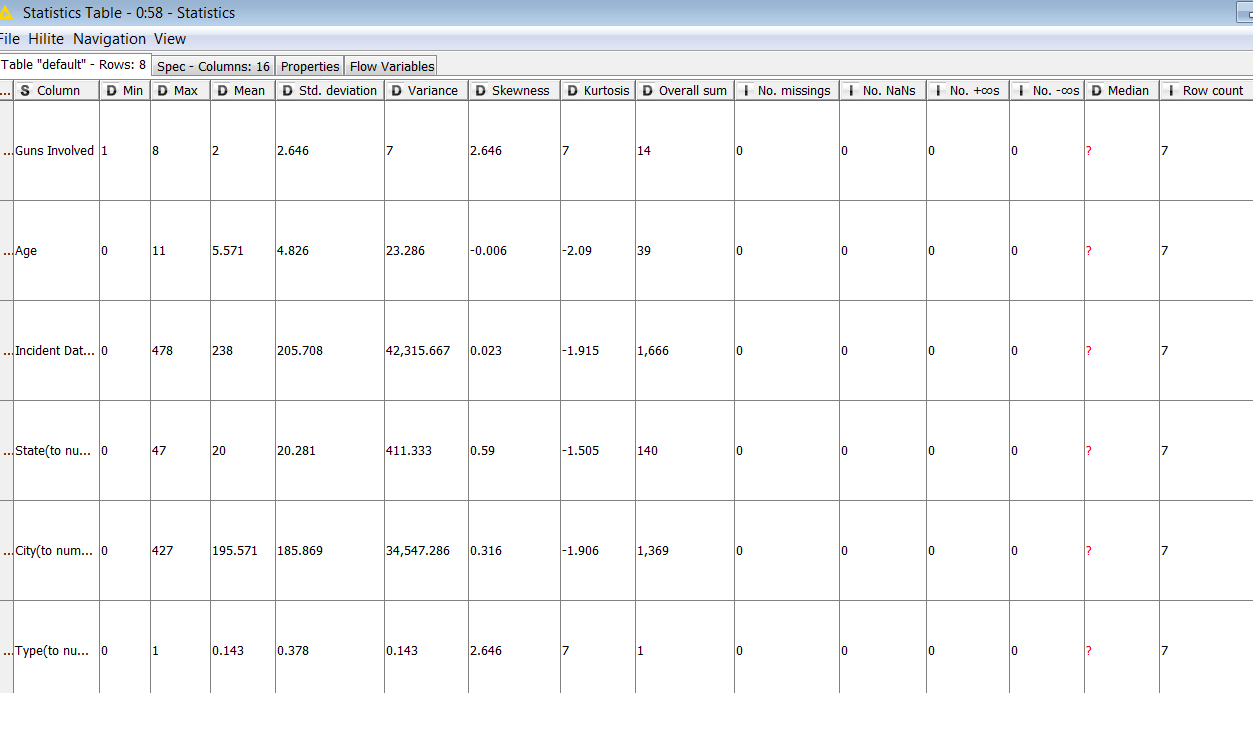 Statistics Table - 0:58 - Statistics
File Hilite Navigation View
Table "default" - Rows: 8 Spec - Columns: 16 Properties Flow Variables
... S Column D Min D Max D Mean D Std. deviation D Variance D Skewness D Kurtosis D Overall sum I No. missings I No. NaNs I No. +∞s I No. -∞s D Median I Row count
... Guns Involved 1 8 2 2.646 7 2.646 7 14 0 0 0 0 ? 7
... Age 0 11 5.571 4.826 23.286 -0.006 -2.09 39 0 0 0 0 ? 7
... Incident Dat... 0 478 238 205.708 42,315.667 0.023 -1.915 1,666 0 0 0 0 ? 7
... State(to nu... 0 47 20 20.281 411.333 0.59 -1.505 140 0 0 0 0 ? 7
... City(to num... 0 427 195.571 185.869 34,547.286 0.316 -1.906 1,369 0 0 0 0 ? 7
... Type(to nu... 0 1 0.143 0.378 0.143 2.646 7 1 0 0 0 0 ? 7